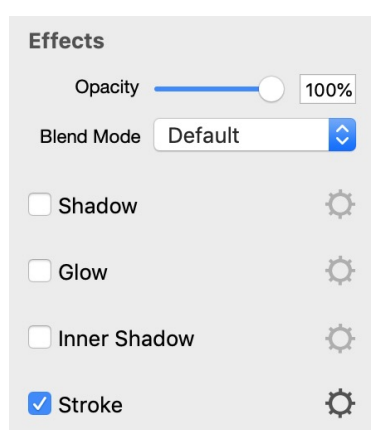 Effects
Opacity 100%
Blend Mode Default
Shadow
Glow
Inner Shadow
Stroke